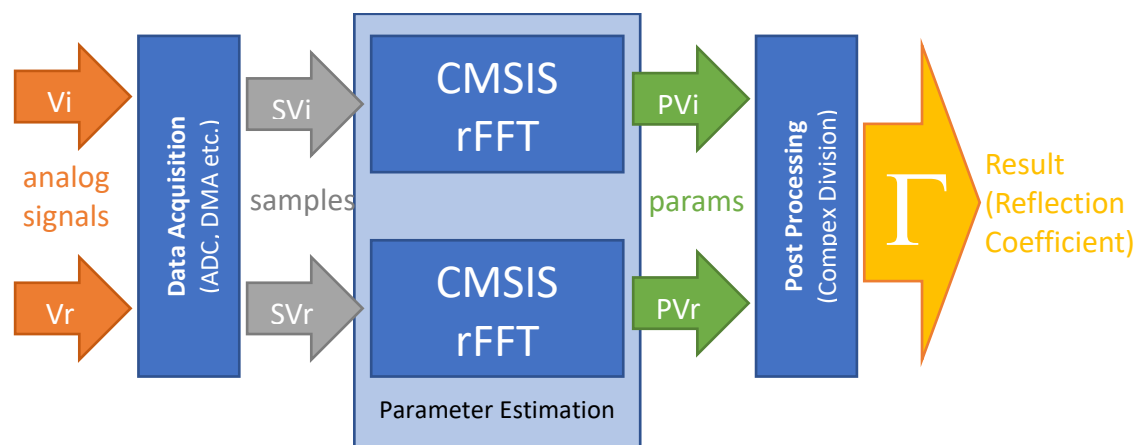 Vi
analog
signals
Vr
Data Acquisition
(ADC, DMA etc.)
SVi
samples
SVr
CMSIS
rFFT
CMSIS
rFFT
Parameter Estimation
PVi
params
PVr
Post Processing
(Compex Division)
Γ
Result
(Reflection
Coefficient)